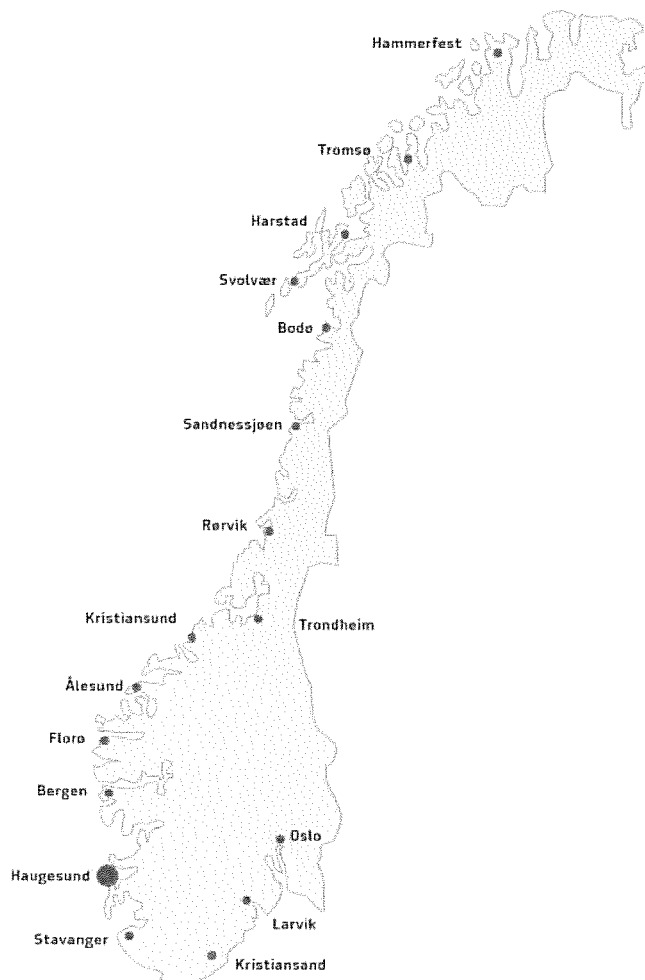 Hammerfest
Tromsø
Harstad
Svolvær
Bodø
Sandnessjøen
Rørvik
Kristiansund
Trondheim
Ålesund
Florø
Bergen
Oslo
Haugesund
Larvik
Stavanger
Kristiansand